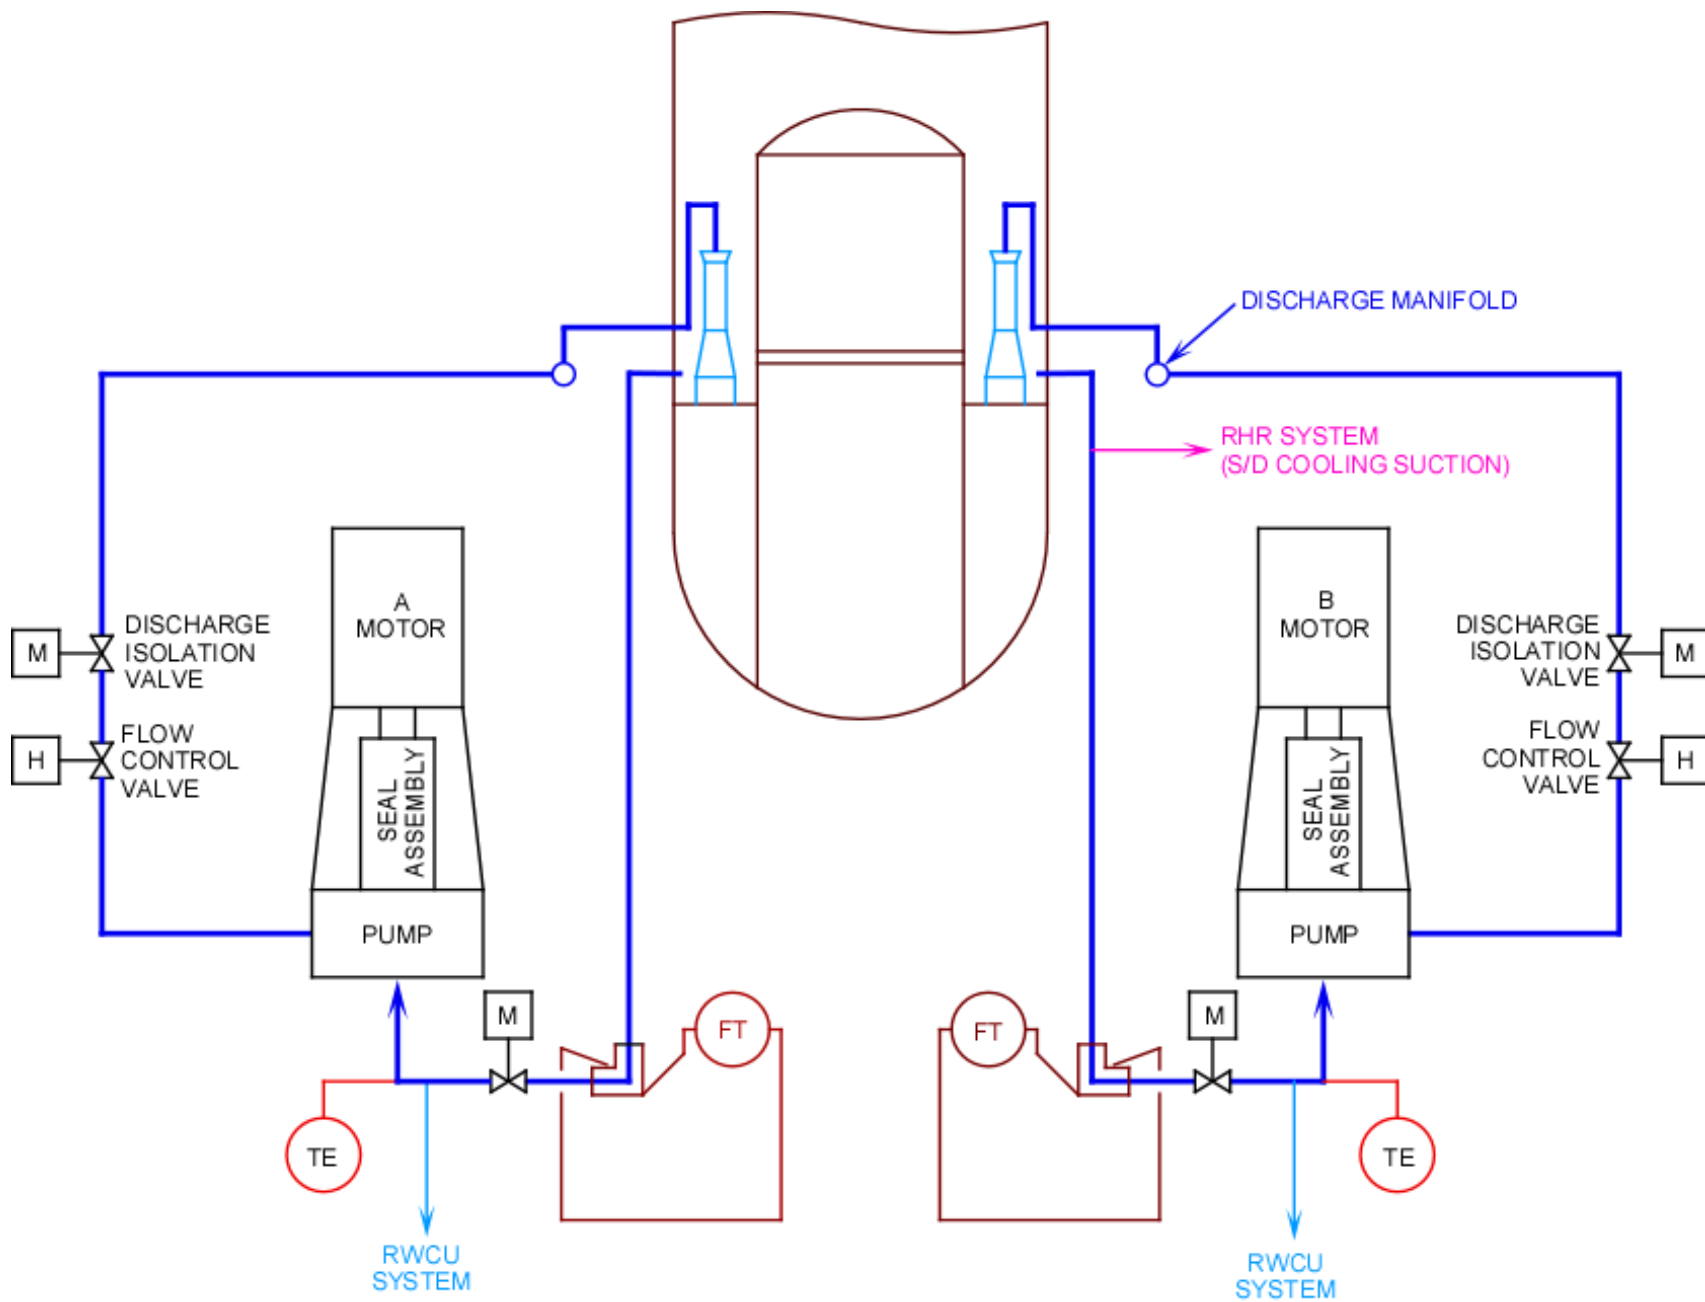 DISCHARGE MANIFOLD
RHR SYSTEM
(S/D COOLING SUCTION)
A
MOTOR
B
MOTOR
M
DISCHARGE
ISOLATION
VALVE
DISCHARGE
ISOLATION
VALVE
M
H
FLOW
CONTROL
VALVE
FLOW
CONTROL
VALVE
H
SEAL
ASSEMBLY
SEAL
ASSEMBLY
PUMP
PUMP
M
FT
FT
M
TE
TE
RWCU
SYSTEM
RWCU
SYSTEM